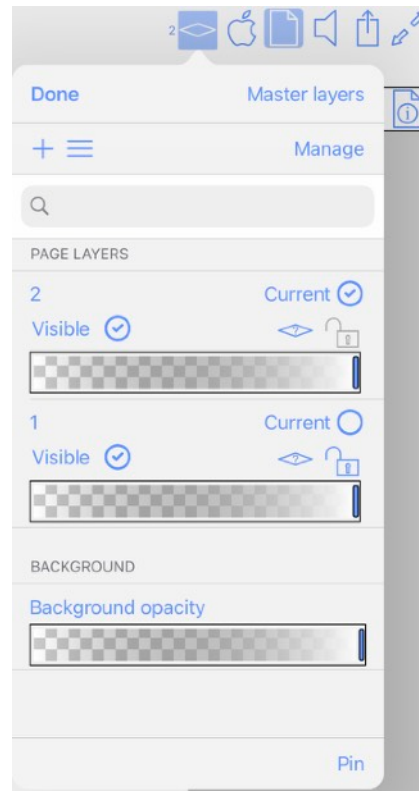 2
Done Master layers
Manage
PAGE LAYERS
2 Current
Visible ?
1 Current
Visible ?
BACKGROUND
Background opacity
Pin